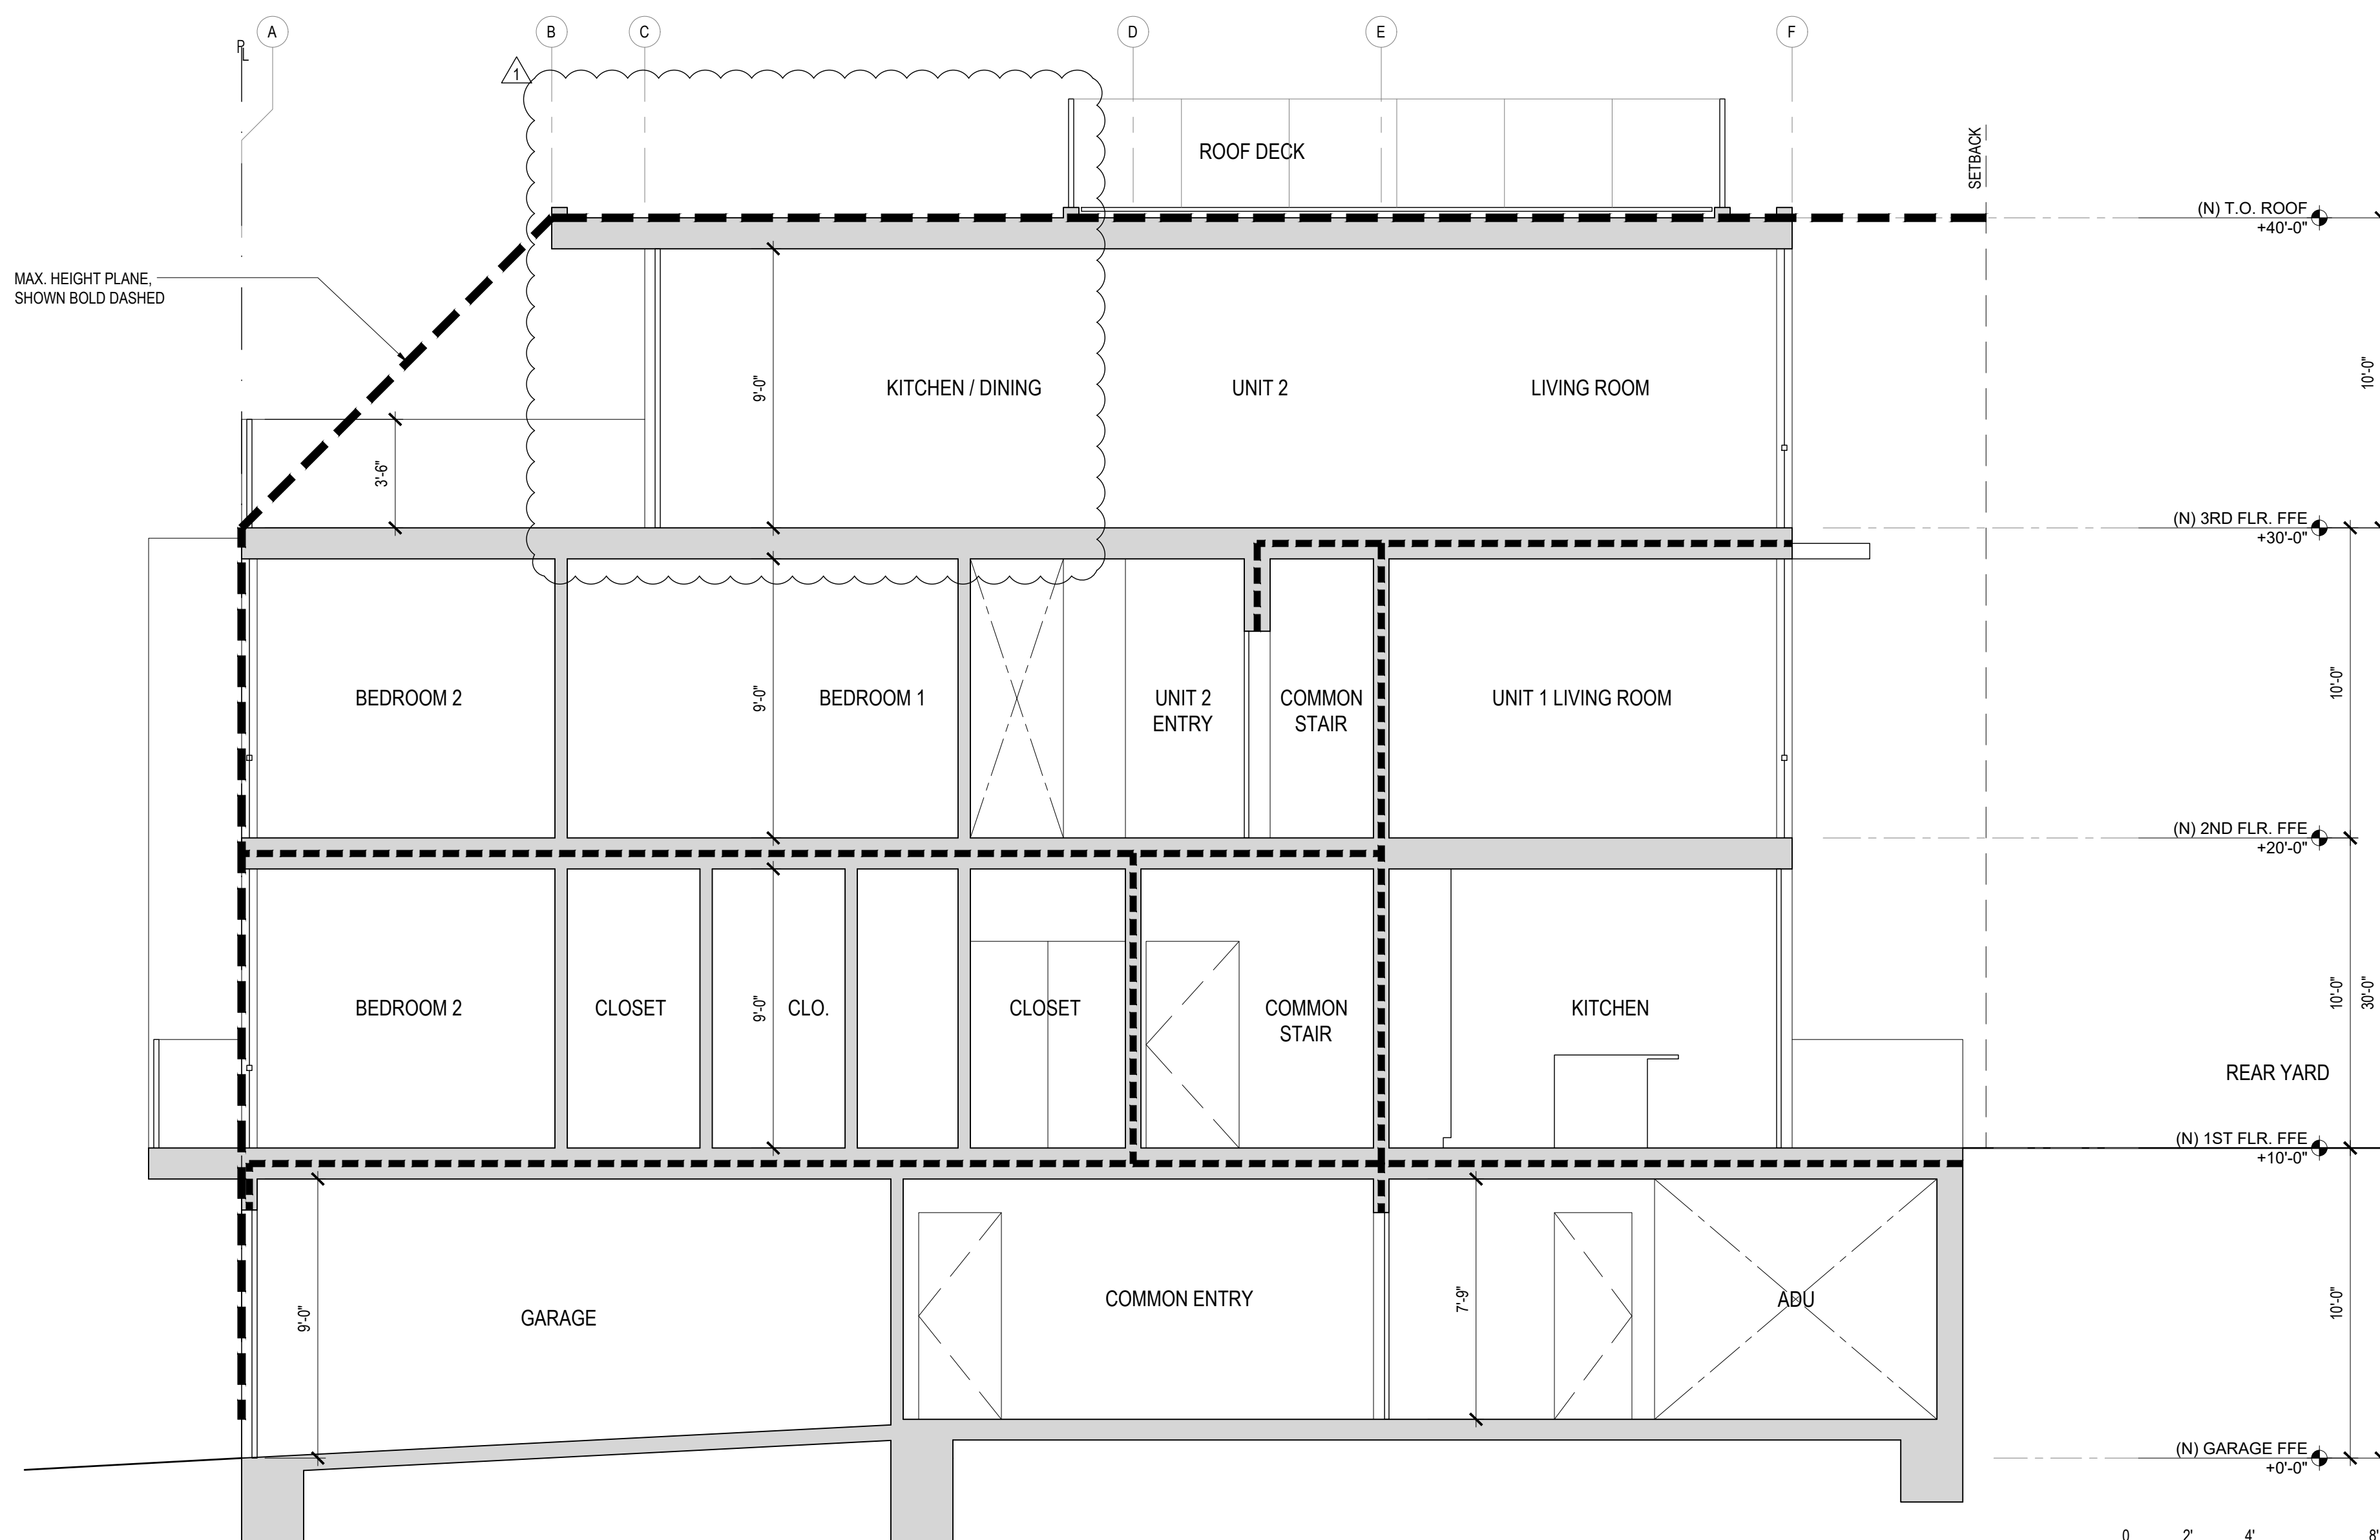 A
B
C
D
E
F
PL
1
ROOF DECK
SETBACK
(N) T.O. ROOF
+40'-0"
MAX. HEIGHT PLANE,
SHOWN BOLD DASHED
9'-0"
KITCHEN / DINING
UNIT 2
LIVING ROOM
10'-0"
3'-6"
(N) 3RD FLR. FFE
+30'-0"
BEDROOM 2
9'-0"
BEDROOM 1
UNIT 2
ENTRY
COMMON
STAIR
UNIT 1 LIVING ROOM
10'-0"
(N) 2ND FLR. FFE
+20'-0"
BEDROOM 2
CLOSET
9'-0"
CLO.
CLOSET
COMMON
STAIR
KITCHEN
10'-0"
30'-0"
REAR YARD
(N) 1ST FLR. FFE
+10'-0"
9'-0"
GARAGE
COMMON ENTRY
7'-9"
ADU
10'-0"
(N) GARAGE FFE
+0'-0"
0 2' 4' 8'